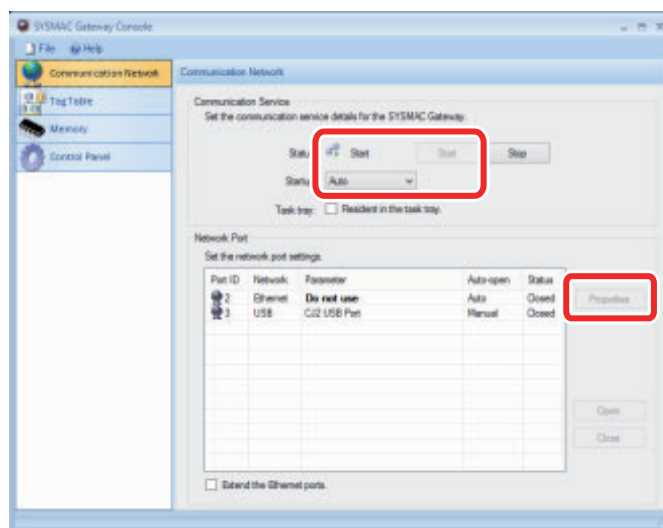 SYSMAC Gateway Console
File Help
Communication Network
Communication Network
Tag Table
Memory
Control Panel
Communication Service
Set the communication service details for the SYSMAC Gateway.
Status Start Start Stop
Startup Auto
Task tray: Resident in the task tray.
Network Port
Set the network port settings.
Port ID Network Parameter Auto-open Status
2 Ethernet Do not use Auto Closed
3 USB CJ2 USB Port Manual Closed
Properties
Open
Close
Extend the Ethernet ports.